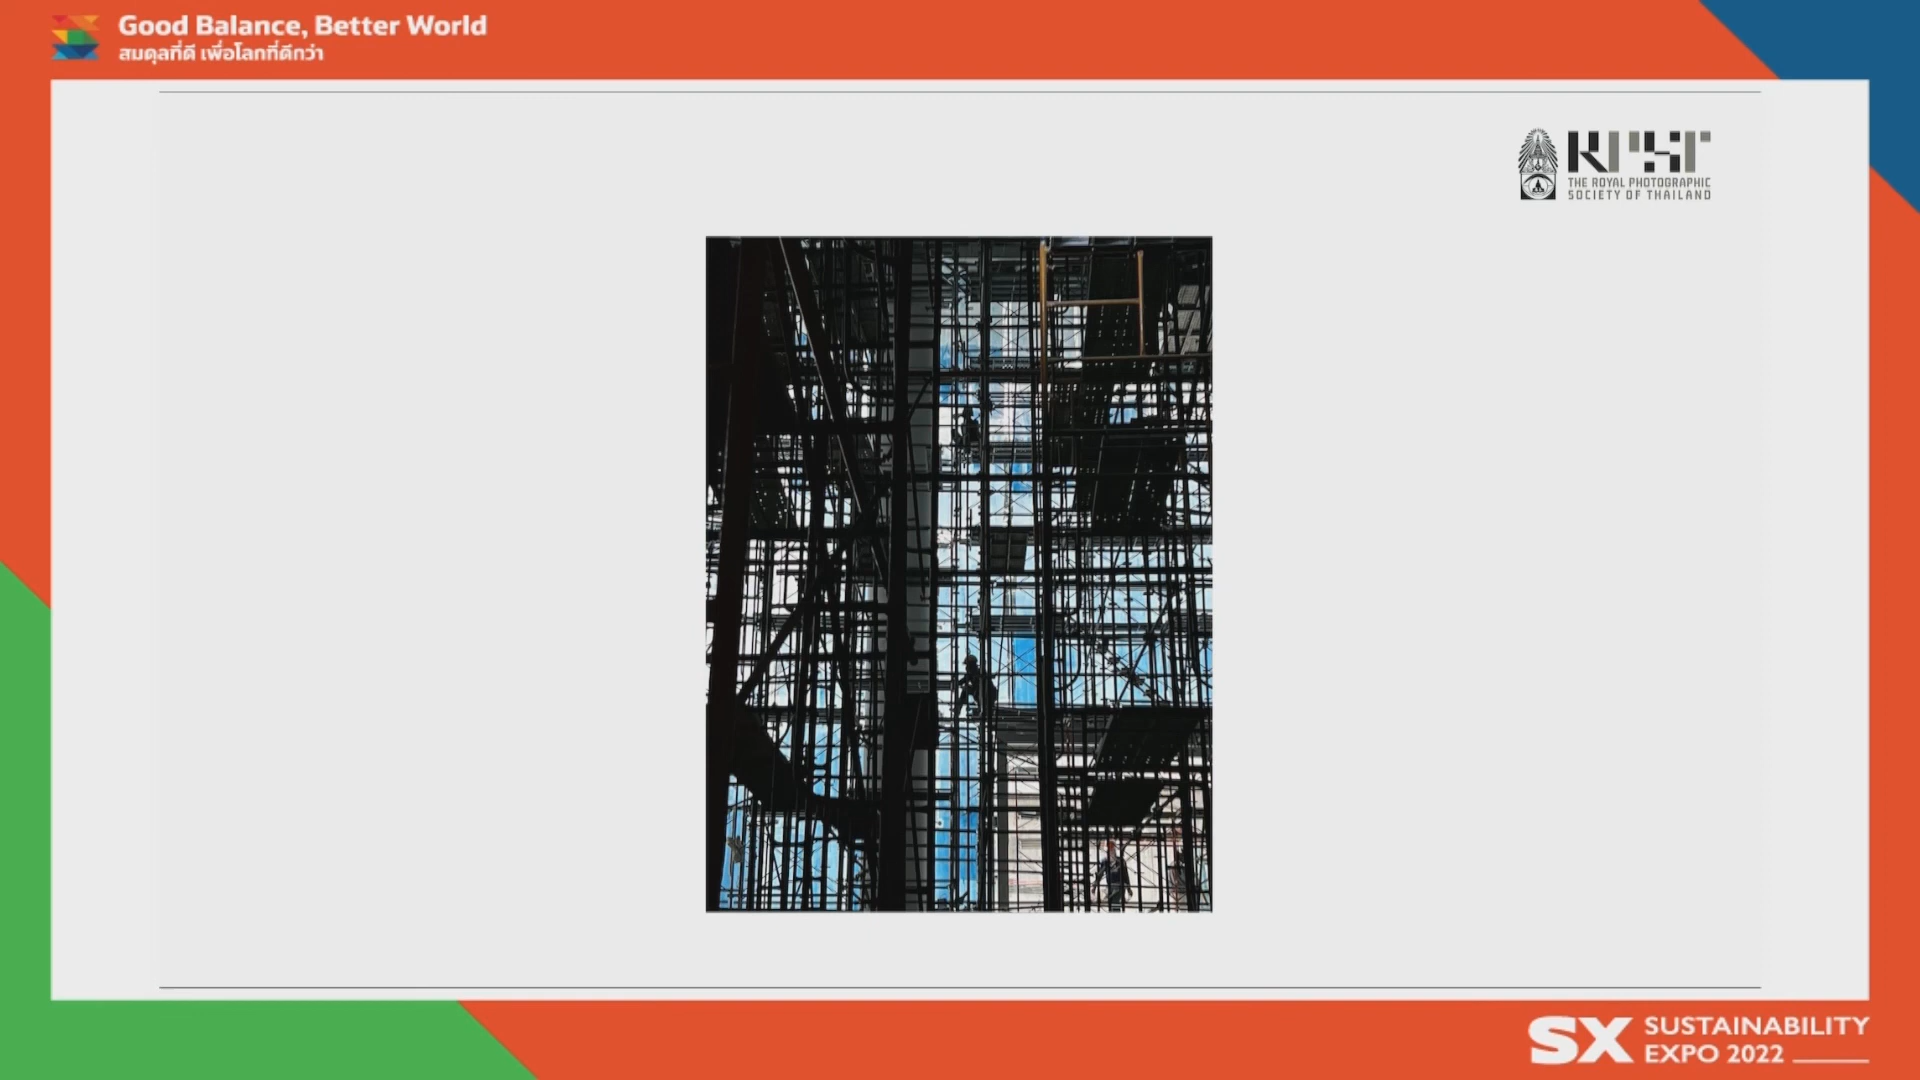 Good Balance, Better World
สมดุลที่ดี เพื่อโลกที่ดีกว่า
RPST
THE ROYAL PHOTOGRAPHIC
SOCIETY OF THAILAND
SX SUSTAINABILITY
EXPO 2022